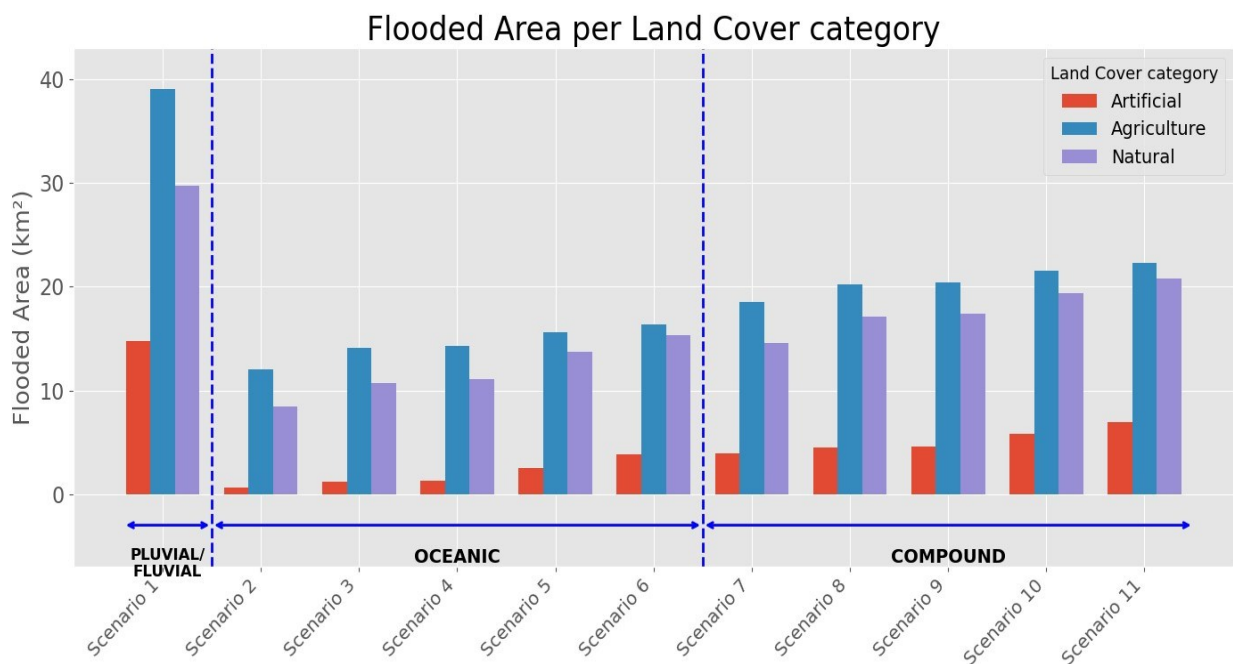 Flooded Area per Land Cover category
Land Cover category
Artificial
Agriculture
Natural
Flooded Area (km²)
40
30
20
10
0
PLUVIAL/
FLUVIAL
OCEANIC
COMPOUND
Scenario 1
Scenario 2
Scenario 3
Scenario 4
Scenario 5
Scenario 6
Scenario 7
Scenario 8
Scenario 9
Scenario 10
Scenario 11